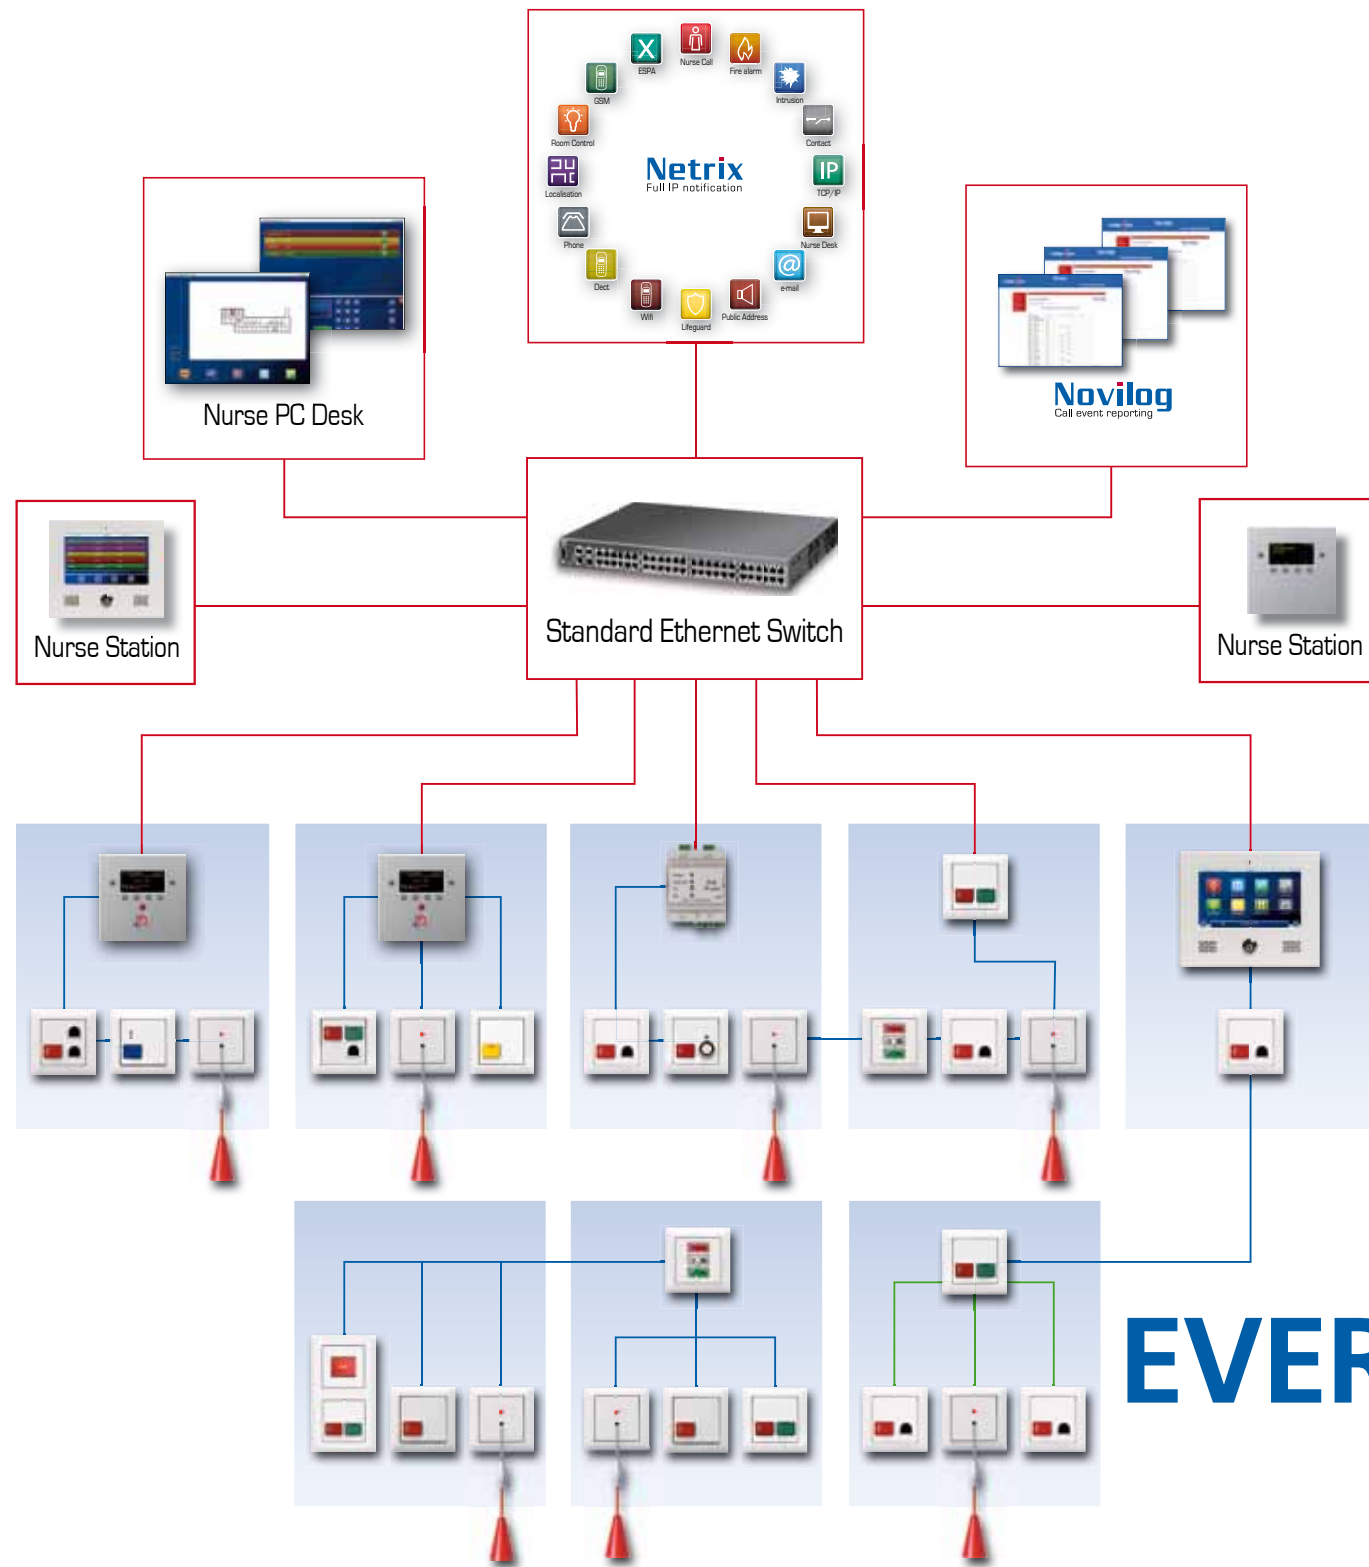 Nurse Call
ESPA
Fire alarm
GSM
Intrusion
Room Control
Contact
Netrix
Full IP notification
IP
Localisation
TCP/IP
Phone
Nurse Desk
@
Dect
e-mail
Wifi
Lifeguard
Public Address
Nurse PC Desk
Novilog
Call event reporting
Standard Ethernet Switch
Nurse Station
Nurse Station
EVER